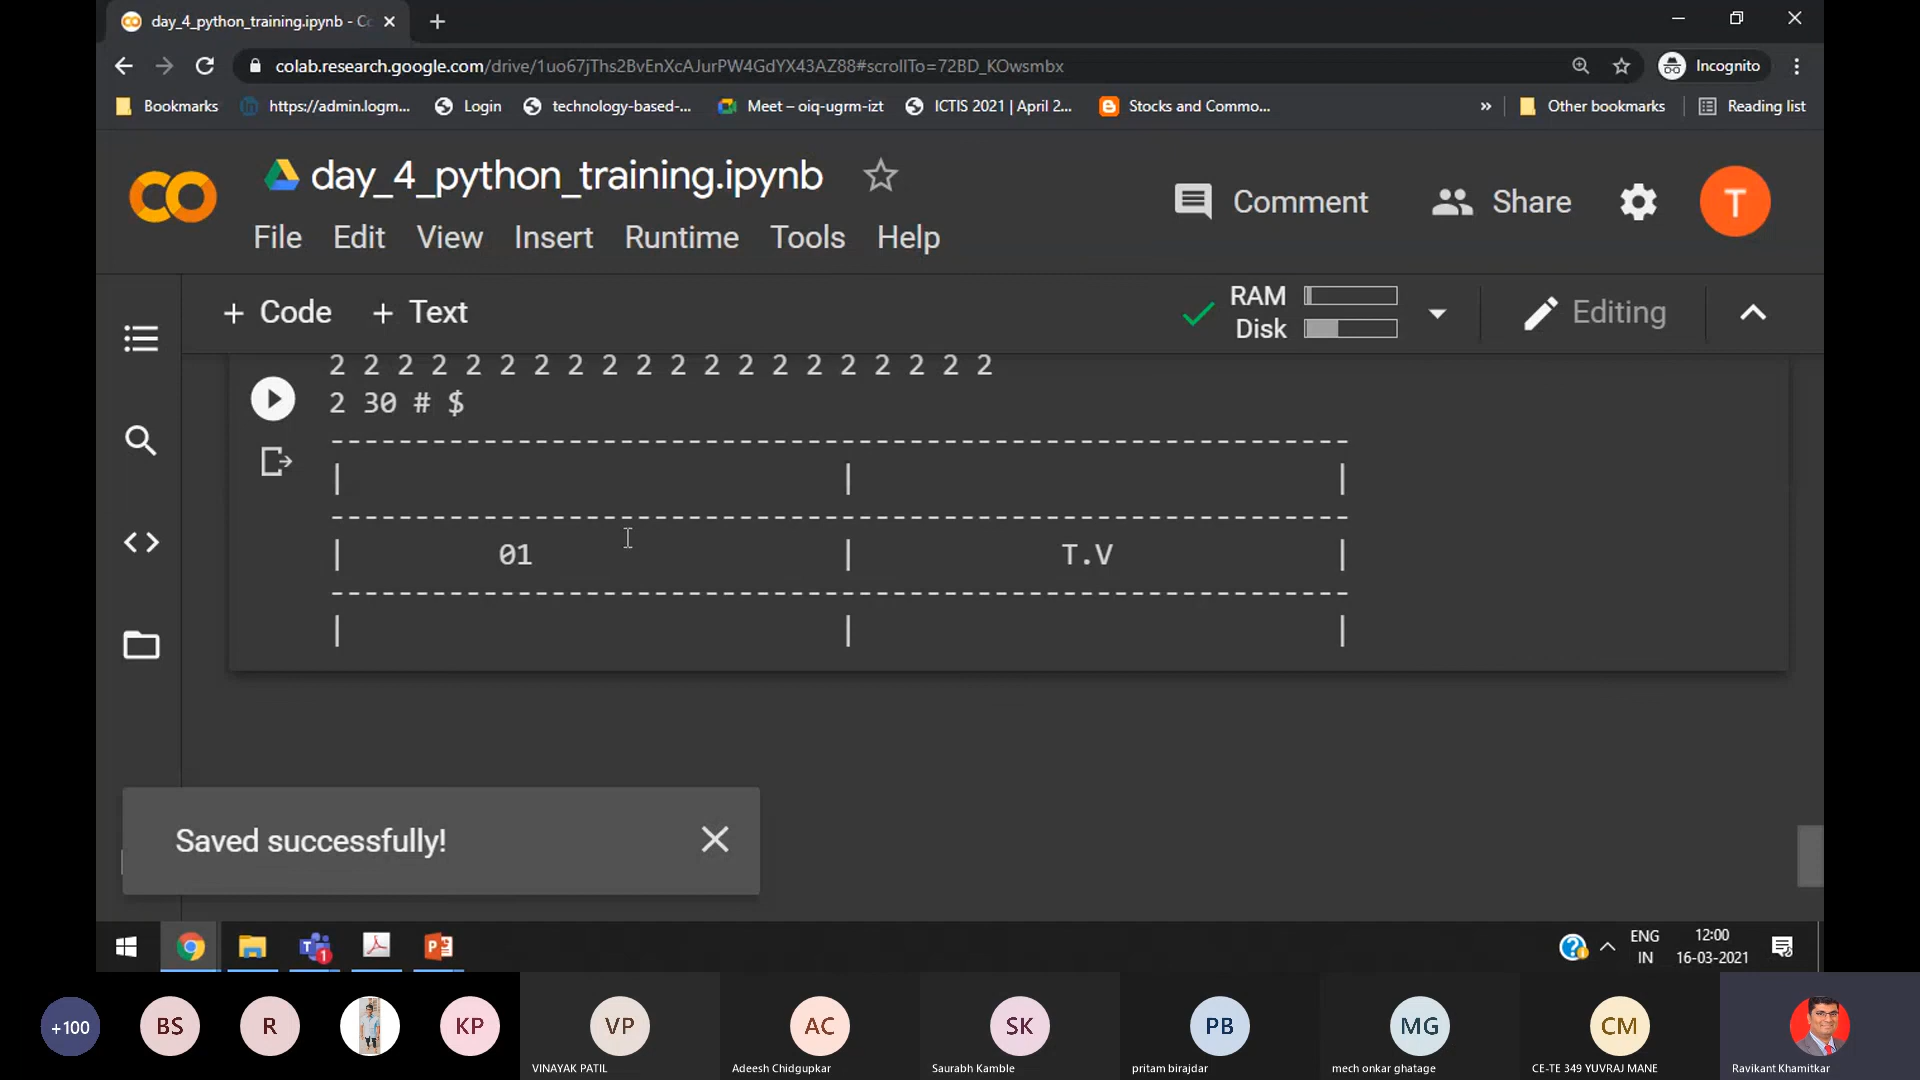 day_4_python_training.ipynb - Co
colab.research.google.com/drive/1uo67jThs2BvEnXcAJurPW4GdYX43AZ88#scrollTo=72BD_KOwsmbx
Incognito
Bookmarks
https://admin.logm...
Login
technology-based-...
Meet – oiq-ugrm-izt
ICTIS 2021 | April 2...
Stocks and Commo...
»
Other bookmarks
Reading list
CO
day_4_python_training.ipynb
Comment
Share
T
File Edit View Insert Runtime Tools Help
+ Code + Text
RAM
Disk
Editing
2 2 2 2 2 2 2 2 2 2 2 2 2 2 2 2 2 2 2 2
2 30 # $
------------------------------------------------------------
| | |
------------------------------------------------------------
| 01 | T.V |
------------------------------------------------------------
| | |
Saved successfully!
ENG
IN
12:00
16-03-2021
+100
BS
R
KP
VP
AC
SK
PB
MG
CM
VINAYAK PATIL
Adeesh Chidgupkar
Saurabh Kamble
pritam birajdar
mech onkar ghatage
CE-TE 349 YUVRAJ MANE
Ravikant Khamitkar